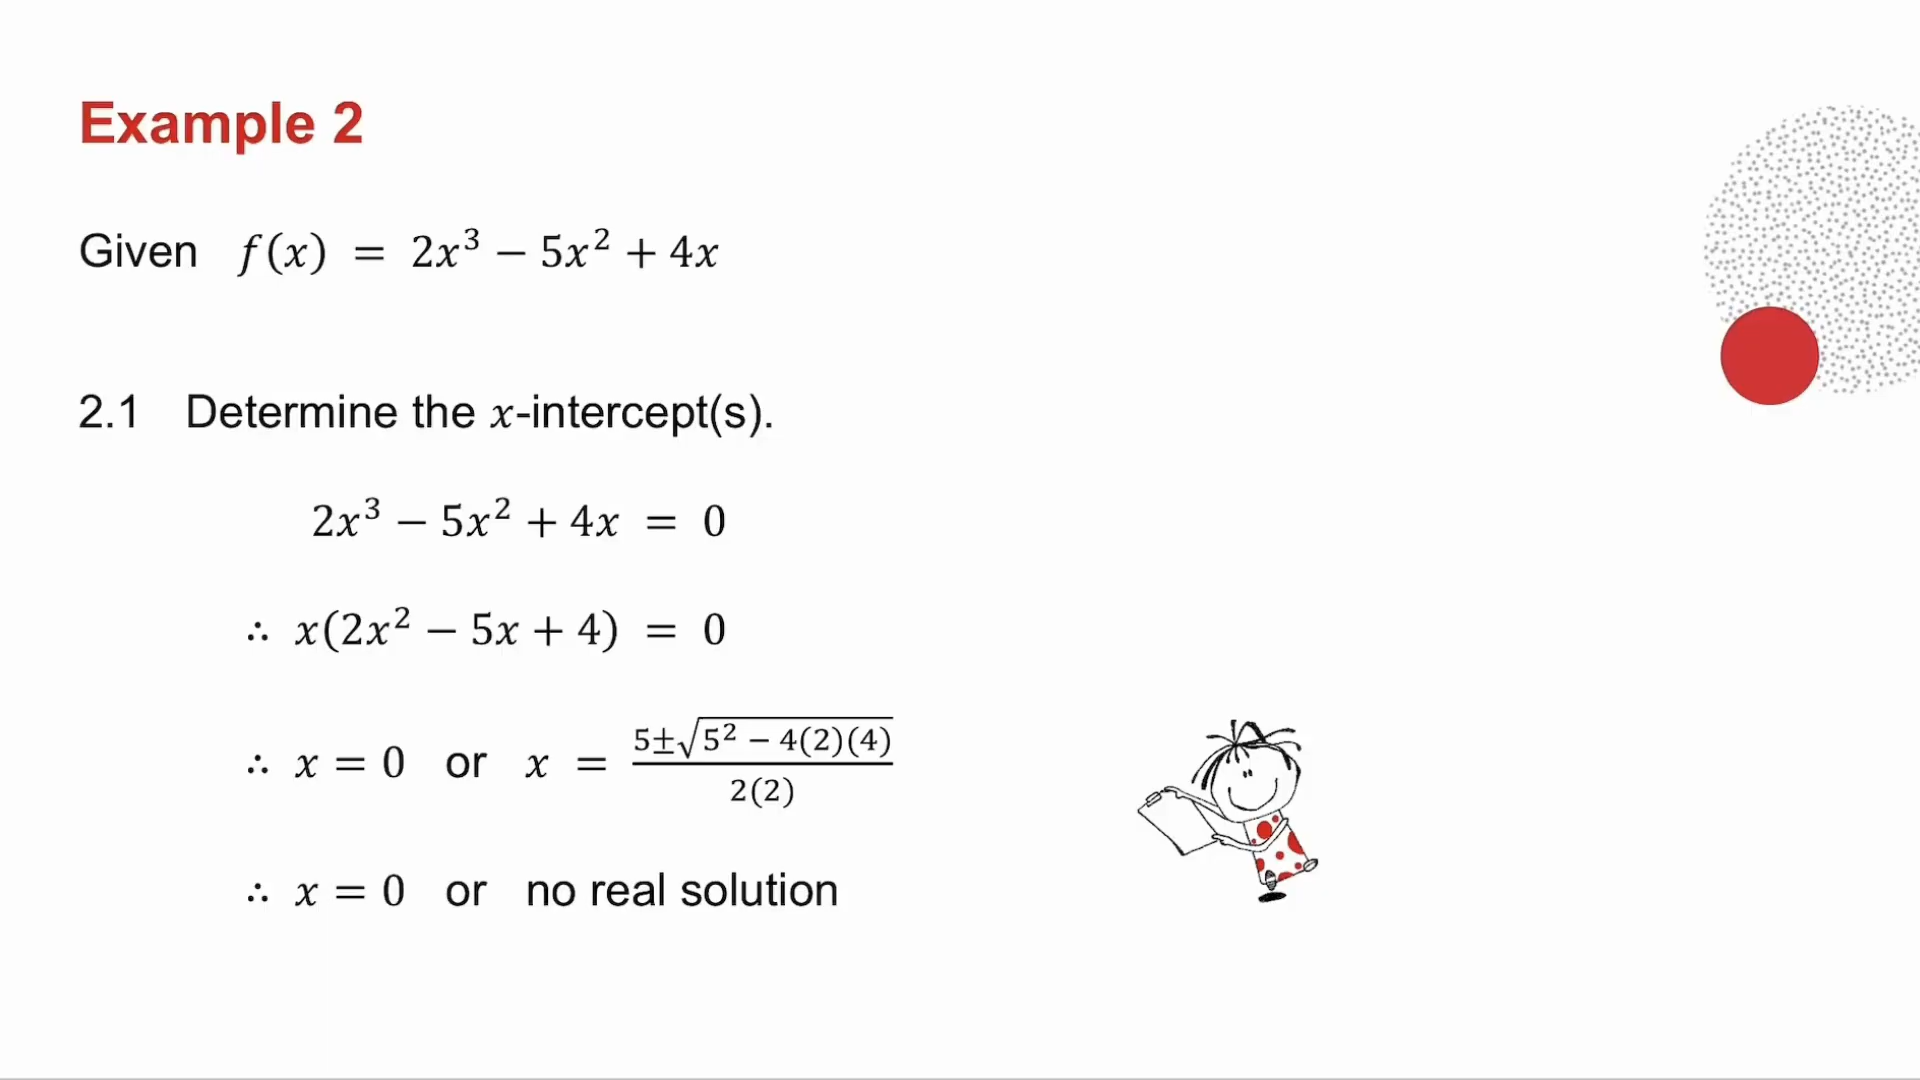 Example 2
Given f(x) = 2x³ − 5x² + 4x
2.1 Determine the x-intercept(s).
2x³ − 5x² + 4x = 0
∴ x(2x² − 5x + 4) = 0
∴ x = 0 or x = (5±√(5² − 4(2)(4)))/(2(2))
∴ x = 0 or no real solution